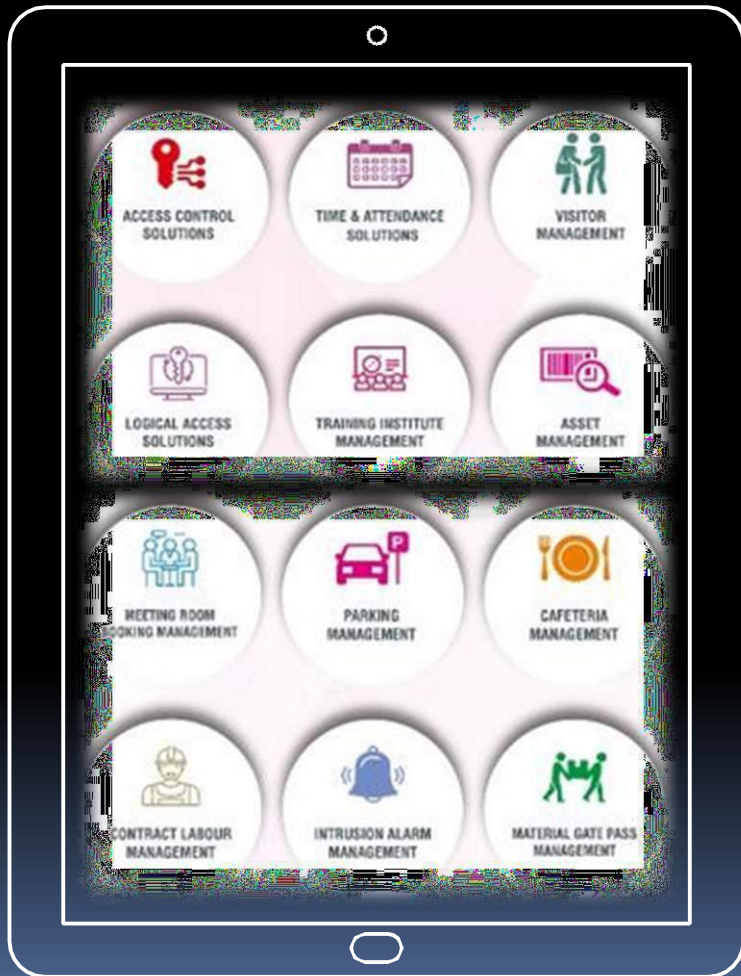 ACCESS CONTROL
SOLUTIONS
TIME & ATTENDANCE
SOLUTIONS
VISITOR
MANAGEMENT
LOGICAL ACCESS
SOLUTIONS
TRAINING INSTITUTE
MANAGEMENT
ASSET
MANAGEMENT
MEETING ROOM
BOOKING MANAGEMENT
P
PARKING
MANAGEMENT
CAFETERIA
MANAGEMENT
CONTRACT LABOUR
MANAGEMENT
INTRUSION ALARM
MANAGEMENT
MATERIAL GATE PASS
MANAGEMENT